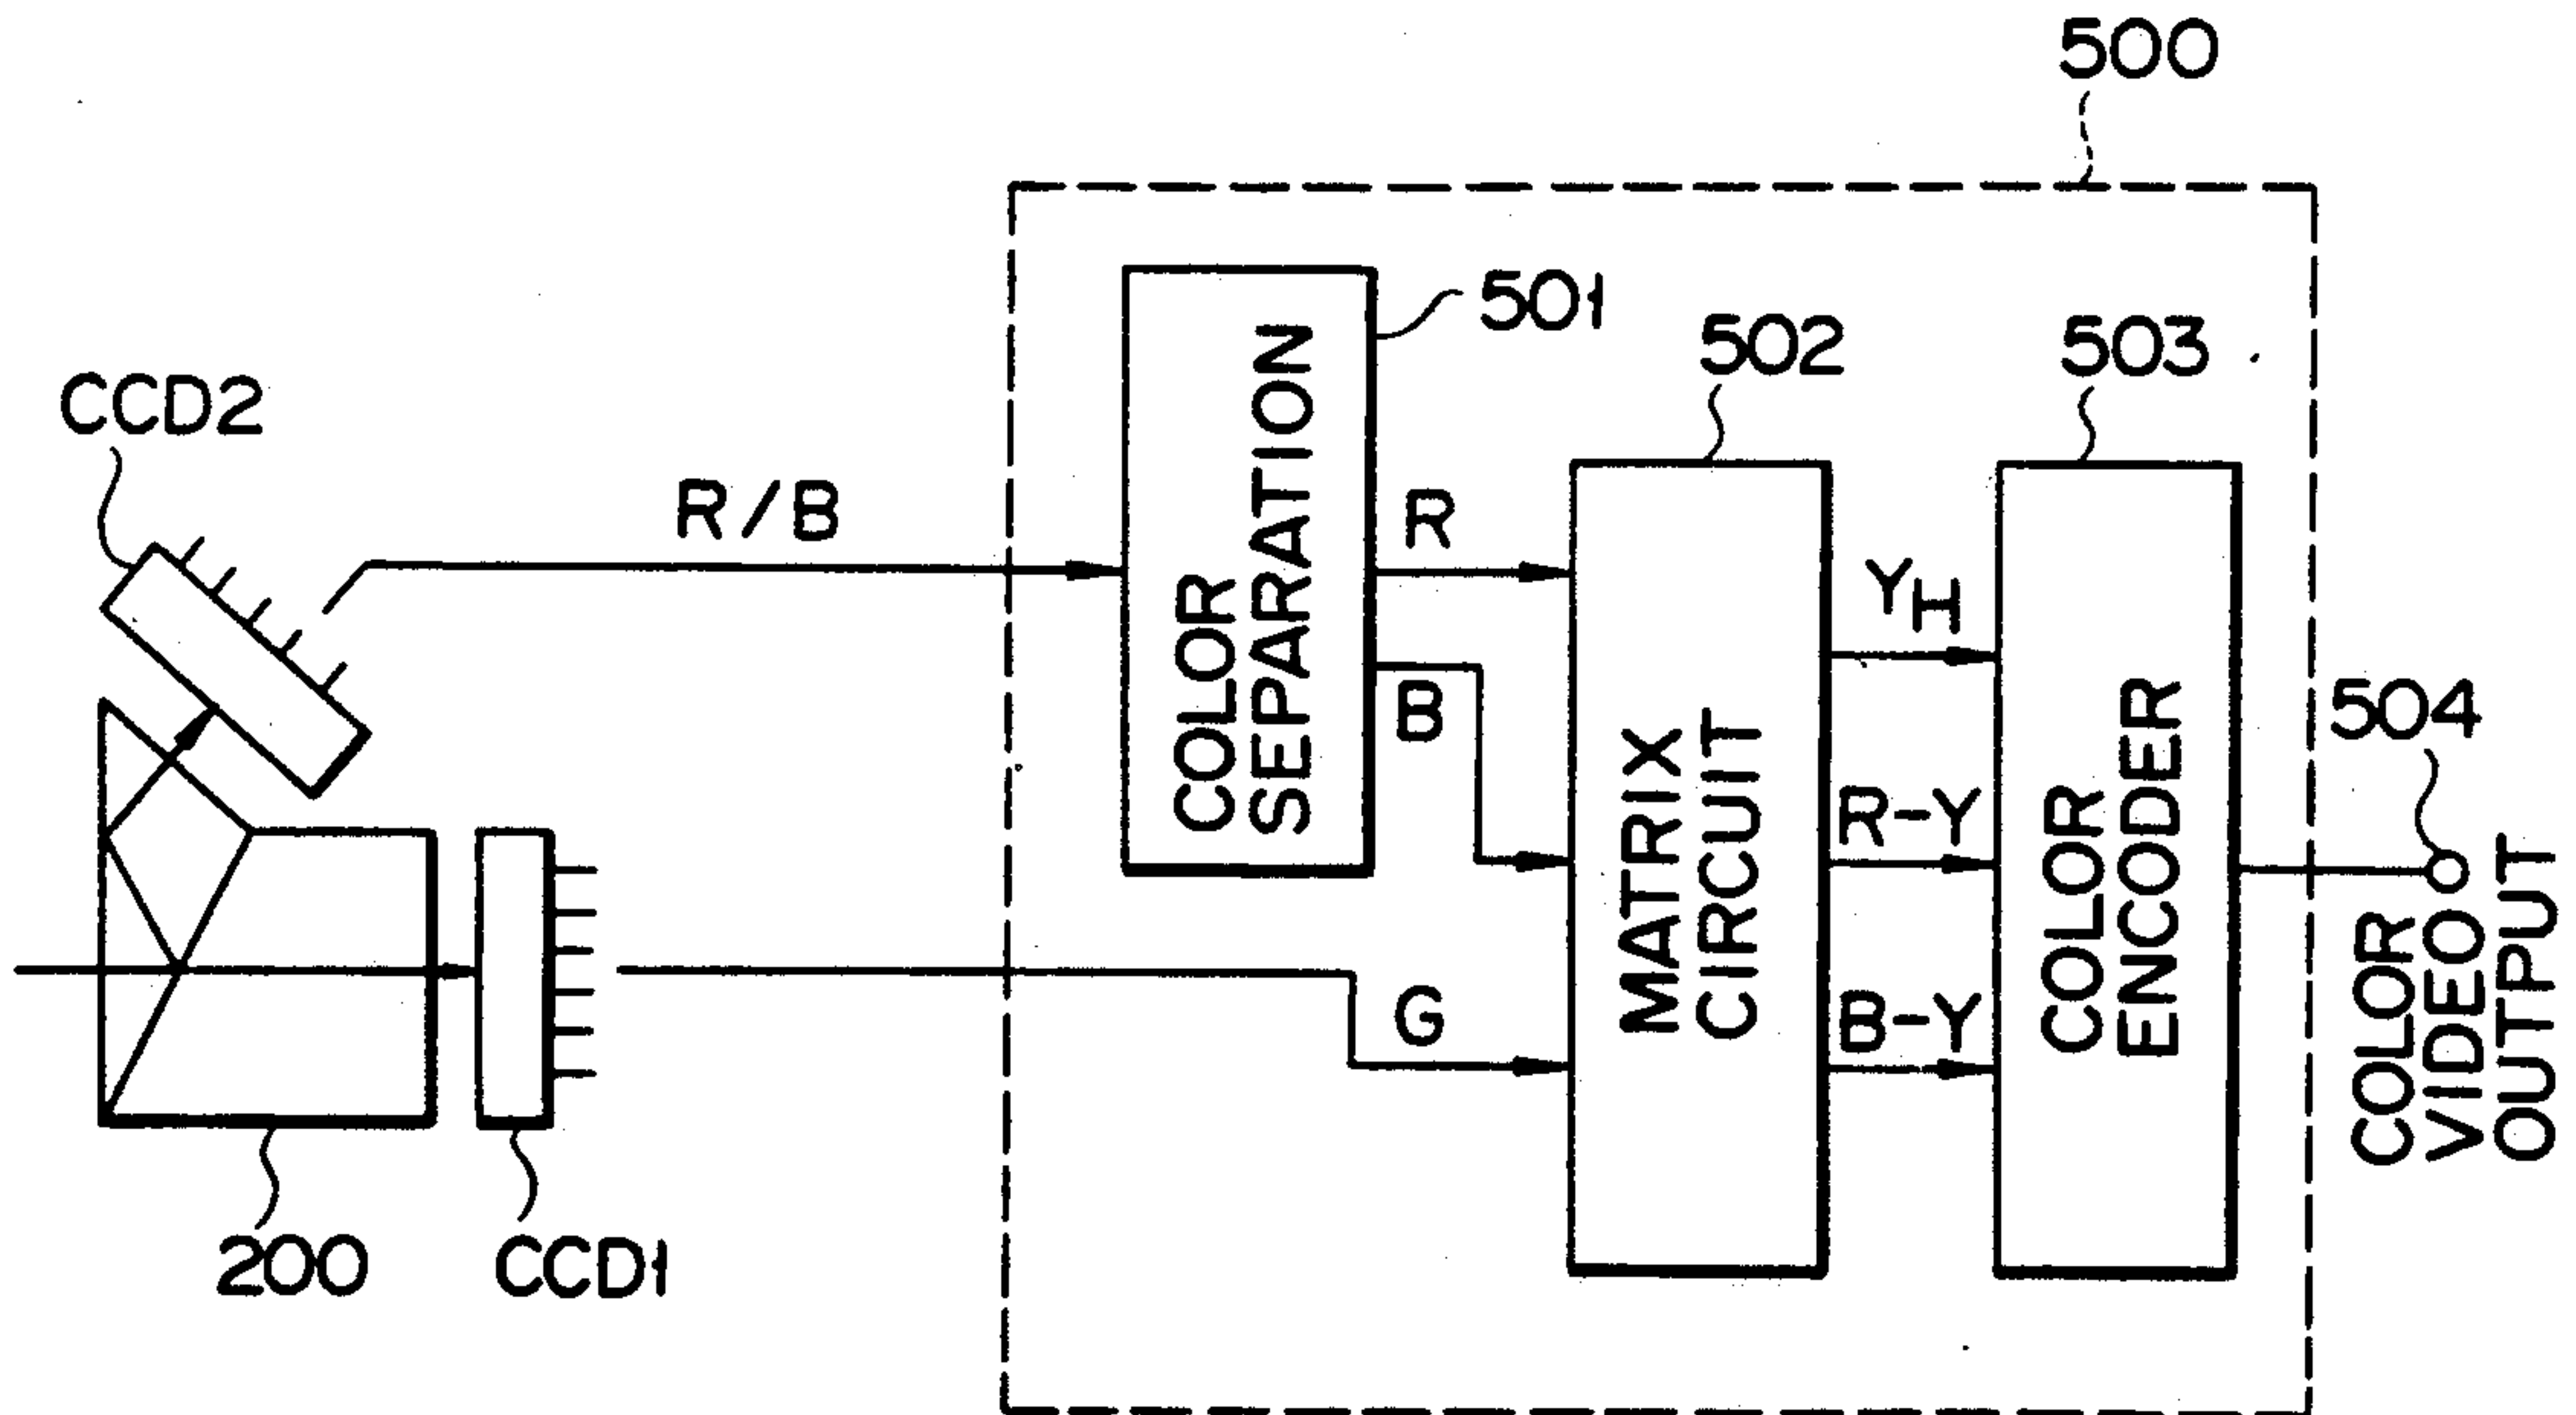 500
501
502
503
CCD2
R/B
COLOR
SEPARATION
R
B
YH
504
MATRIX
CIRCUIT
R-Y
B-Y
COLOR
ENCODER
G
COLOR
VIDEO
OUTPUT
200
CCD1